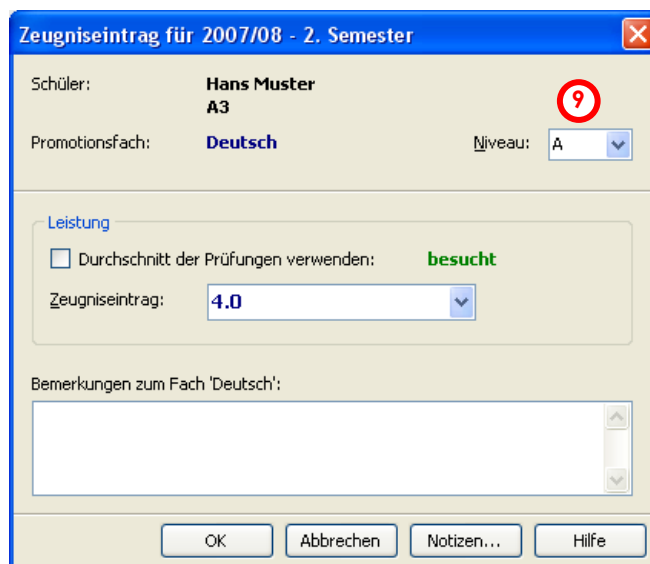 Zeugniseintrag für 2007/08 - 2. Semester
Schüler: Hans Muster
A3
9
Promotionsfach: Deutsch Niveau: A
Leistung
Durchschnitt der Prüfungen verwenden: besucht
Zeugniseintrag: 4.0
Bemerkungen zum Fach 'Deutsch':
OK Abbrechen Notizen... Hilfe